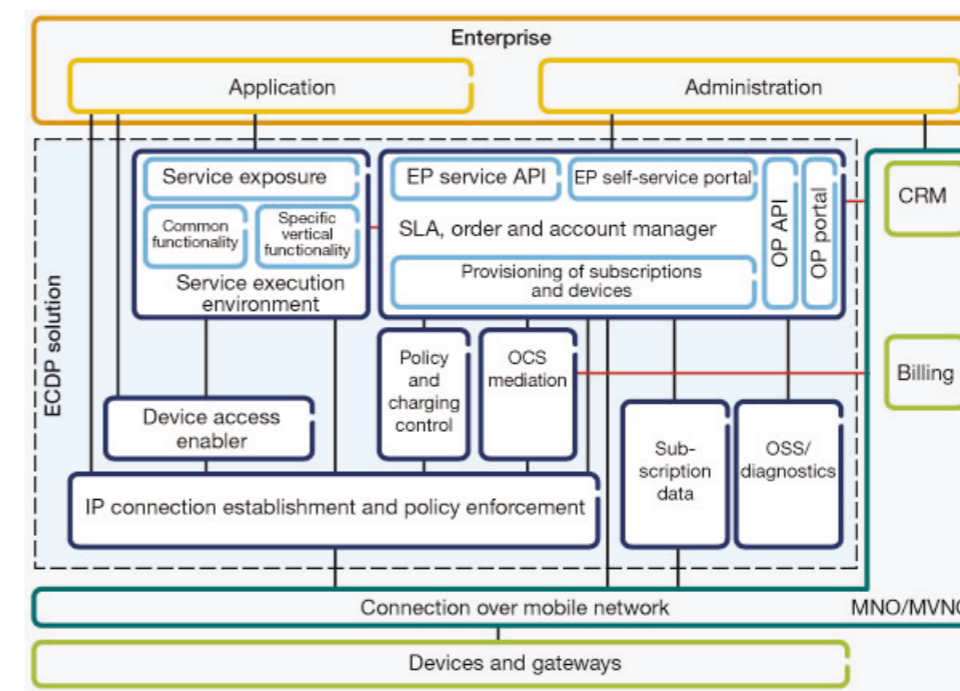 Enterprise
Application
Administration
Service exposure
Common
functionality
Specific
vertical
functionality
Service execution
environment
EP service API
EP self-service portal
SLA, order and account manager
Provisioning of subscriptions
and devices
OP API
OP portal
CRM
ECDP solution
Policy
and
charging
control
OCS
mediation
Billing
Device access
enabler
Sub-
scription
data
OSS/
diagnostics
IP connection establishment and policy enforcement
Connection over mobile network
MNO/MVNO
Devices and gateways